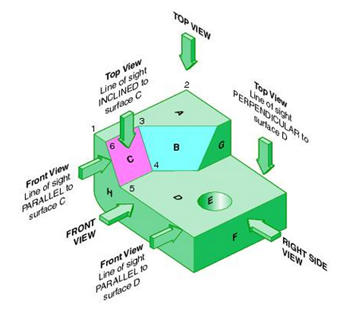 TOP VIEW
Top View
Line of sight
INCLINED to
surface C
2
Top View
Line of sight
PERPENDICULAR to
surface D
1
3
A
6
B
G
C
4
Front View
Line of sight
PARALLEL to
surface C
H
5
D
E
FRONT
VIEW
F
Front View
Line of sight
PARALLEL to
surface D
RIGHT SIDE
VIEW